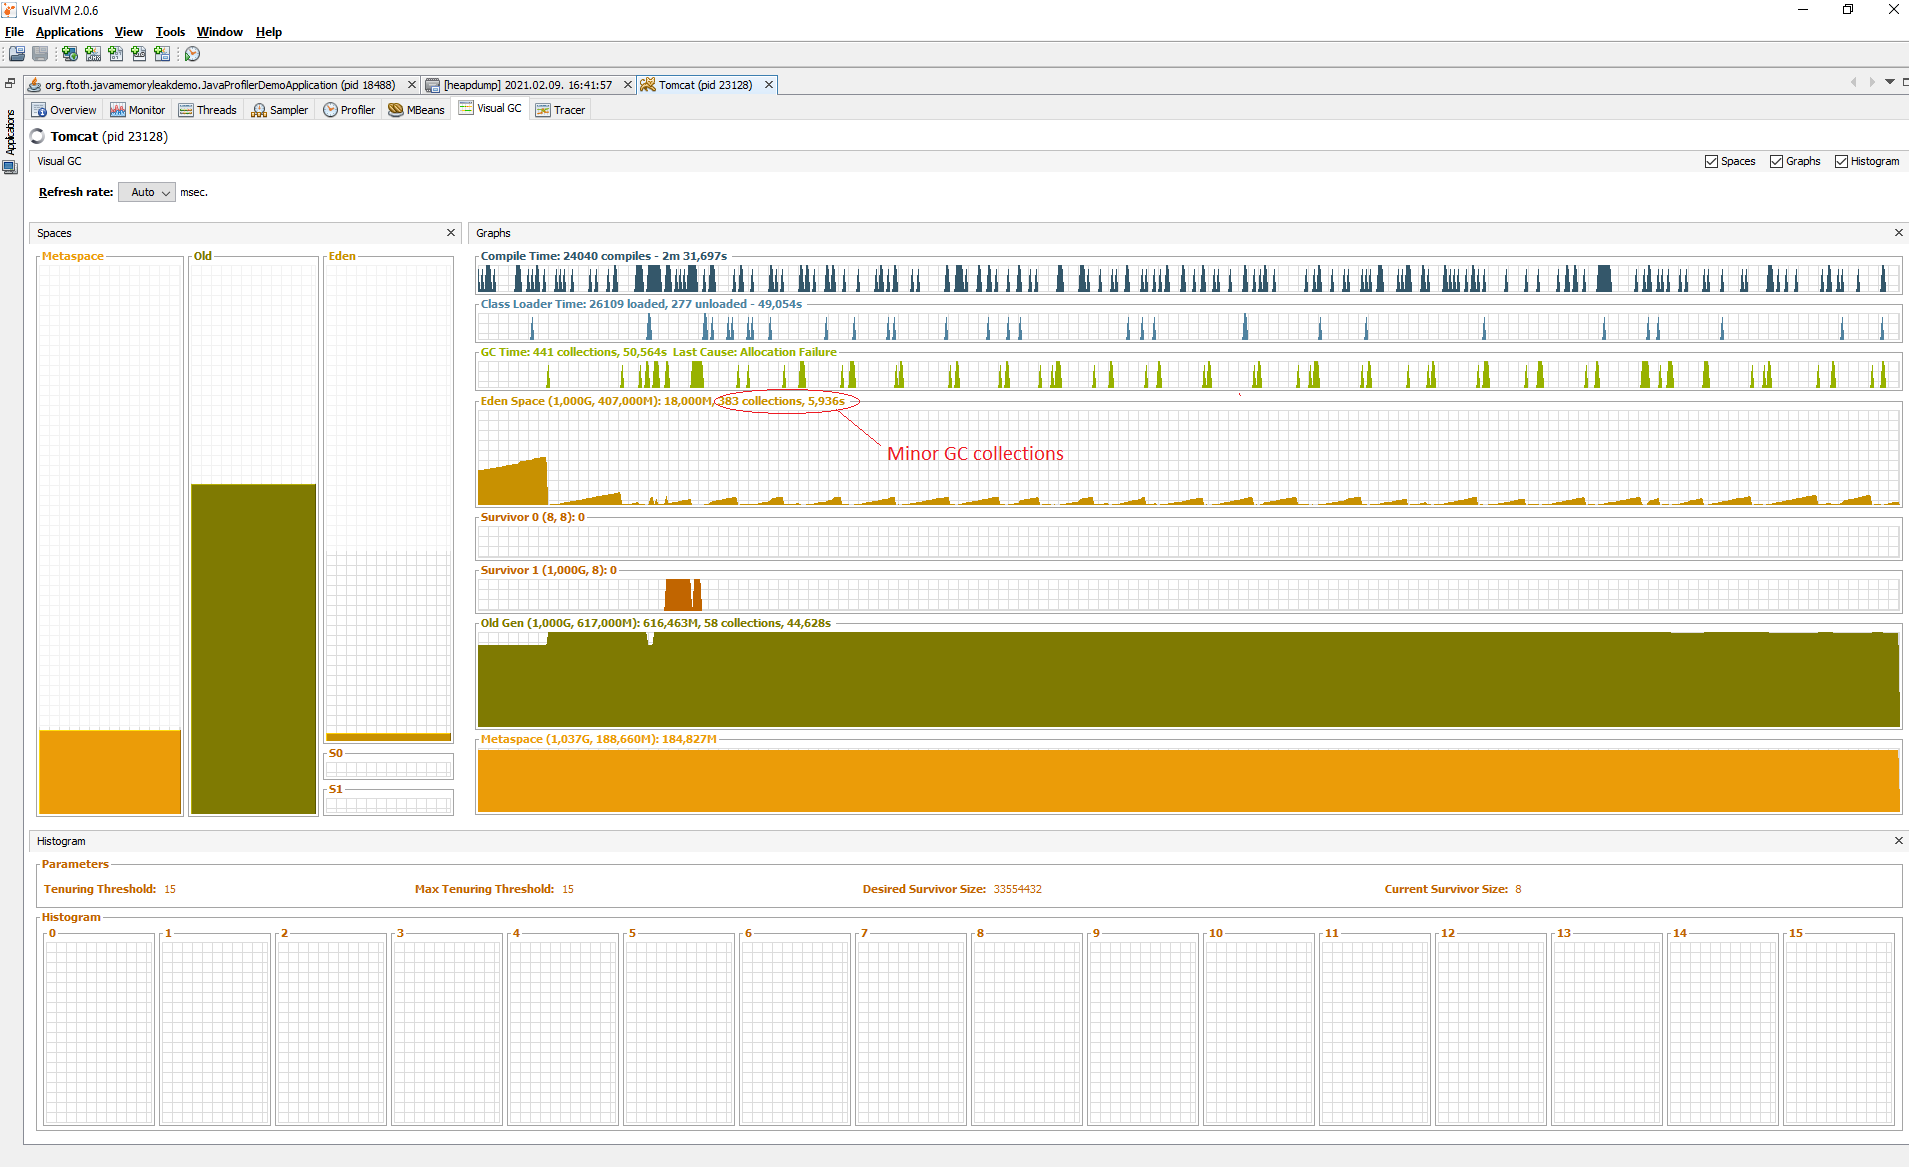 VisualVM 2.0.6
File Applications View Tools Window Help
Applications
org.ftoth.javamemoryleakdemo.JavaProfilerDemoApplication (pid 18488) [heapdump] 2021.02.09. 16:41:57 Tomcat (pid 23128)
Overview Monitor Threads Sampler Profiler MBeans Visual GC Tracer
Tomcat (pid 23128)
Visual GC Spaces Graphs Histogram
Refresh rate: Auto msec.
Spaces
Metaspace Old Eden
S0
S1
Graphs
Compile Time: 24040 compiles - 2m 31,697s
Class Loader Time: 26109 loaded, 277 unloaded - 49,054s
GC Time: 441 collections, 50,564s Last Cause: Allocation Failure
Eden Space (1,000G, 407,000M): 18,000M, 383 collections, 5,936s
Minor GC collections
Survivor 0 (8, 8): 0
Survivor 1 (1,000G, 8): 0
Old Gen (1,000G, 617,000M): 616,463M, 58 collections, 44,628s
Metaspace (1,037G, 188,660M): 184,827M
Histogram
Parameters
Tenuring Threshold: 15 Max Tenuring Threshold: 15 Desired Survivor Size: 33554432 Current Survivor Size: 8
Histogram
0 1 2 3 4 5 6 7 8 9 10 11 12 13 14 15